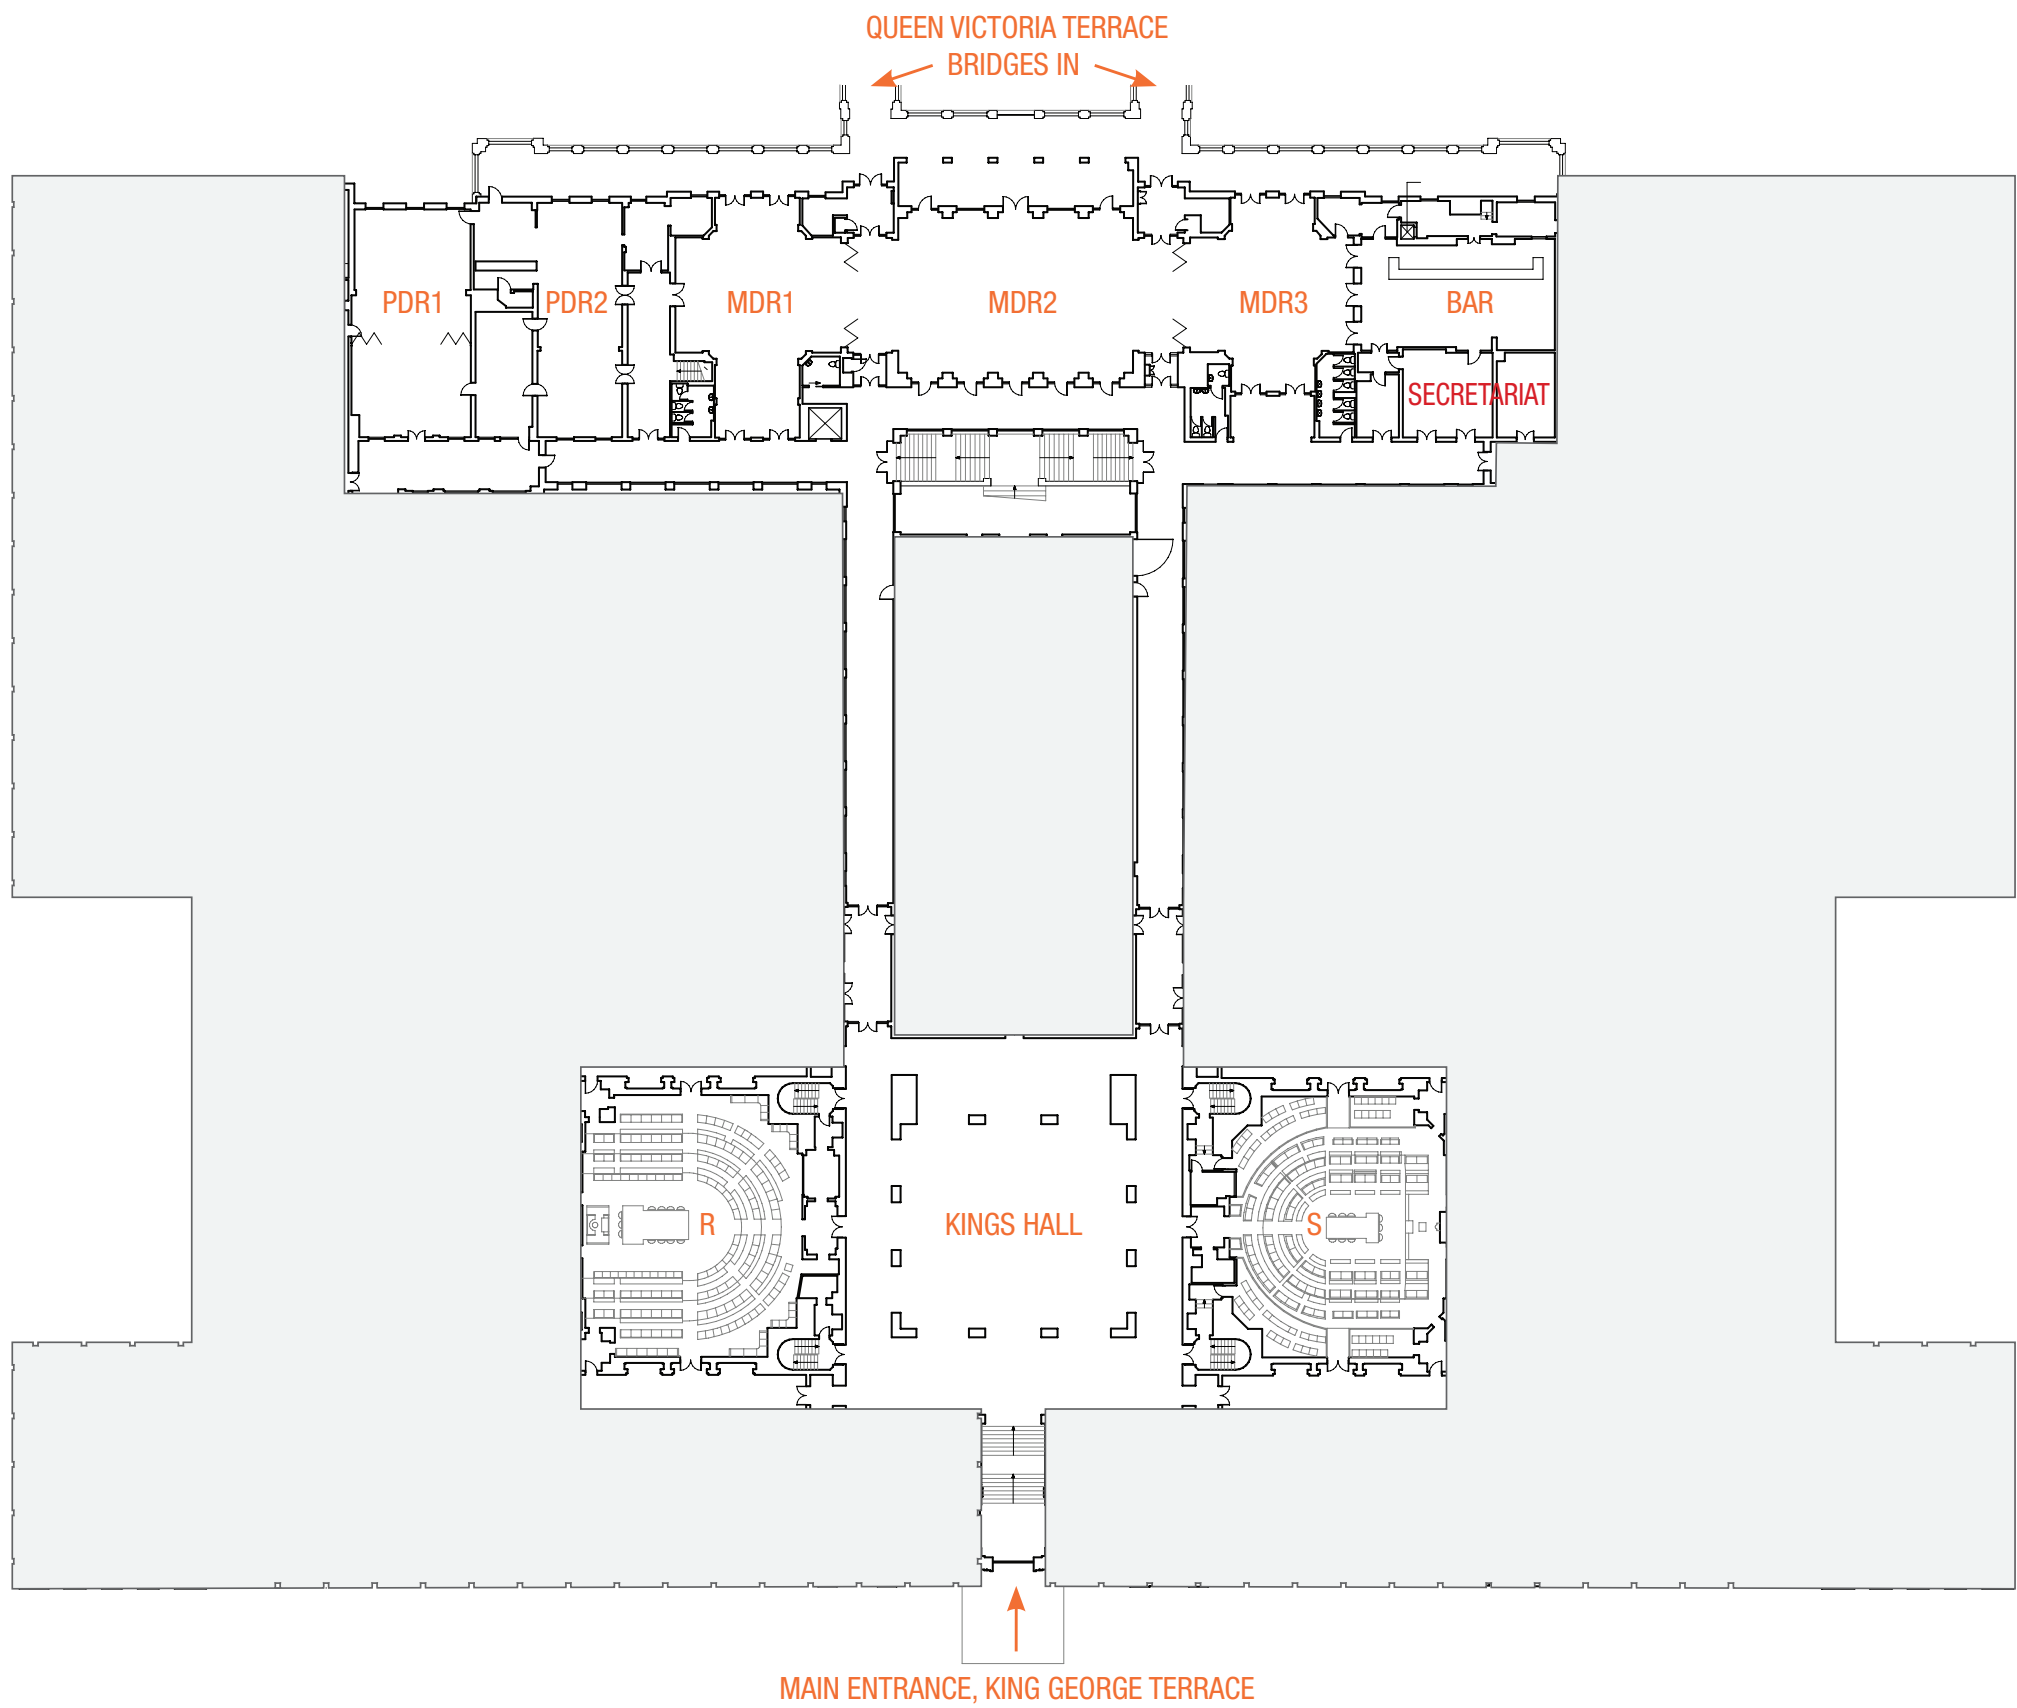 QUEEN VICTORIA TERRACE
BRIDGES IN
PDR1
PDR2
MDR1
MDR2
MDR3
BAR
SECRETARIAT
R
KINGS HALL
S
MAIN ENTRANCE, KING GEORGE TERRACE